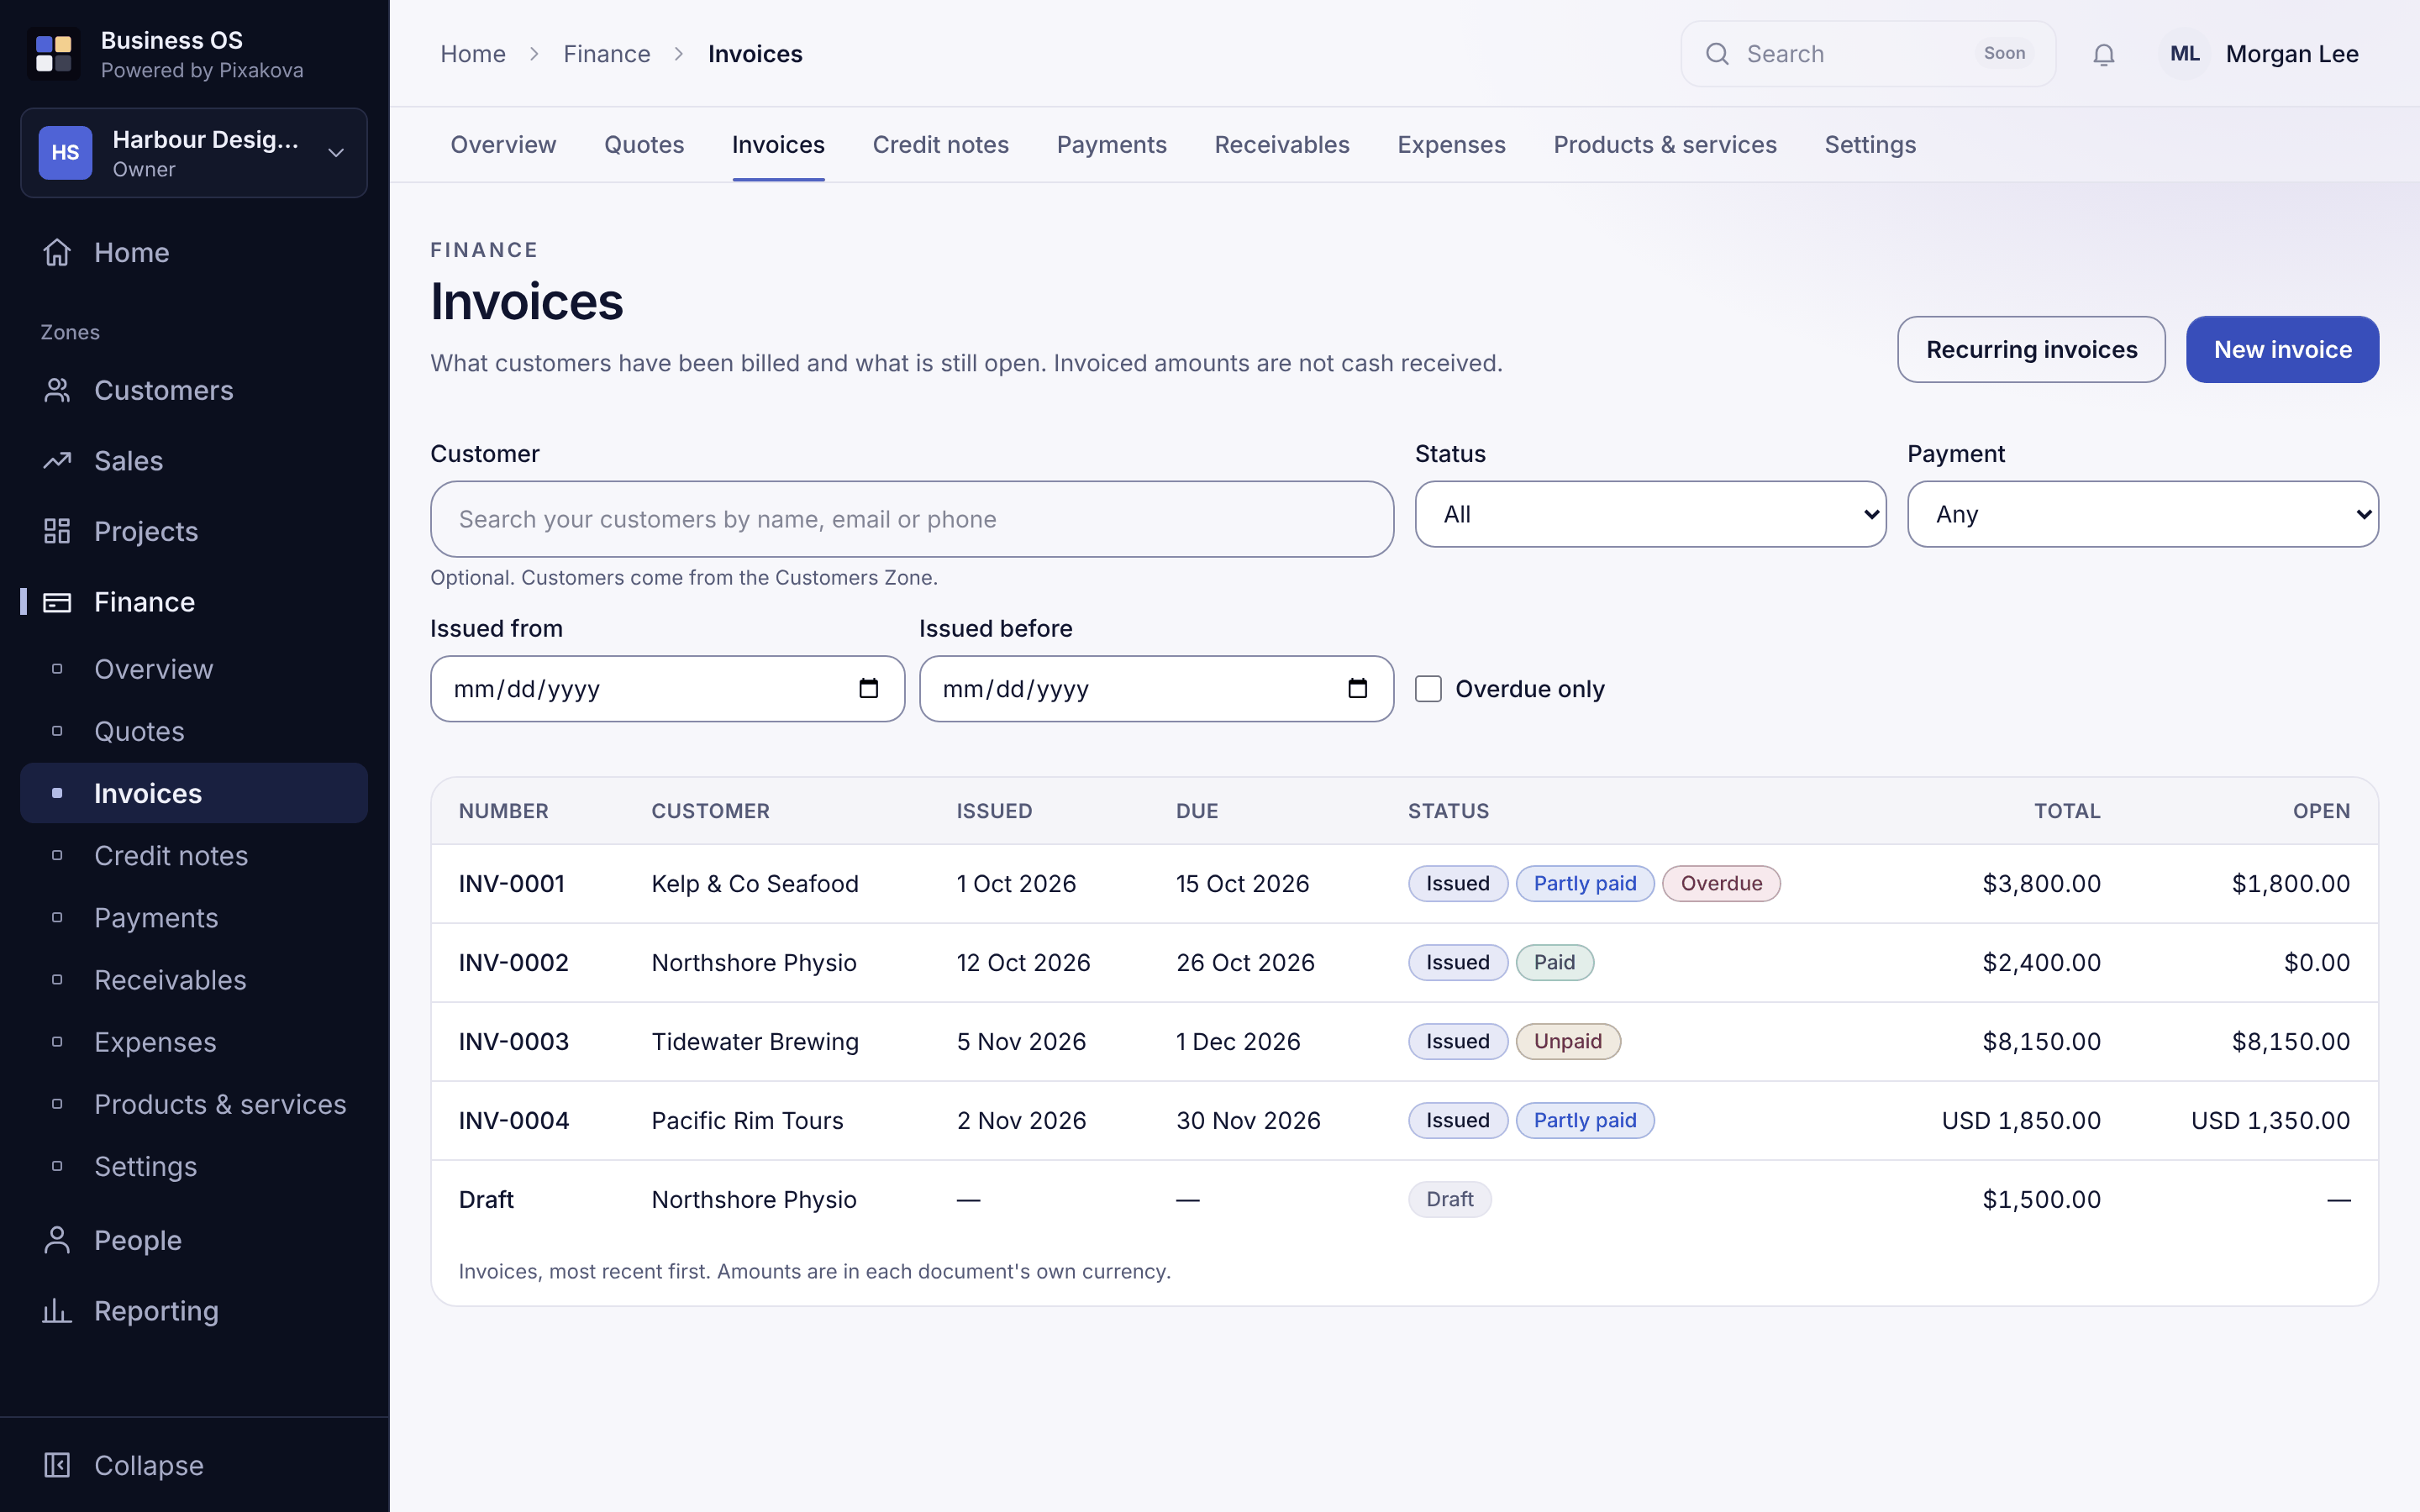 Business OS
Powered by Pixakova
HS
Harbour Desig...
Owner
Home
Zones
Customers
Sales
Projects
Finance
Overview
Quotes
Invoices
Credit notes
Payments
Receivables
Expenses
Products & services
Settings
People
Reporting
Collapse
Home Finance Invoices
Search Soon
ML Morgan Lee
Overview Quotes Invoices Credit notes Payments Receivables Expenses Products & services Settings
FINANCE
Invoices
What customers have been billed and what is still open. Invoiced amounts are not cash received.
Recurring invoices New invoice
Customer Status Payment
Search your customers by name, email or phone All Any
Optional. Customers come from the Customers Zone.
Issued from Issued before
mm/dd/yyyy mm/dd/yyyy Overdue only
NUMBER CUSTOMER ISSUED DUE STATUS TOTAL OPEN
INV-0001 Kelp & Co Seafood 1 Oct 2026 15 Oct 2026 Issued Partly paid Overdue $3,800.00 $1,800.00
INV-0002 Northshore Physio 12 Oct 2026 26 Oct 2026 Issued Paid $2,400.00 $0.00
INV-0003 Tidewater Brewing 5 Nov 2026 1 Dec 2026 Issued Unpaid $8,150.00 $8,150.00
INV-0004 Pacific Rim Tours 2 Nov 2026 30 Nov 2026 Issued Partly paid USD 1,850.00 USD 1,350.00
Draft Northshore Physio — — Draft $1,500.00 —
Invoices, most recent first. Amounts are in each document's own currency.